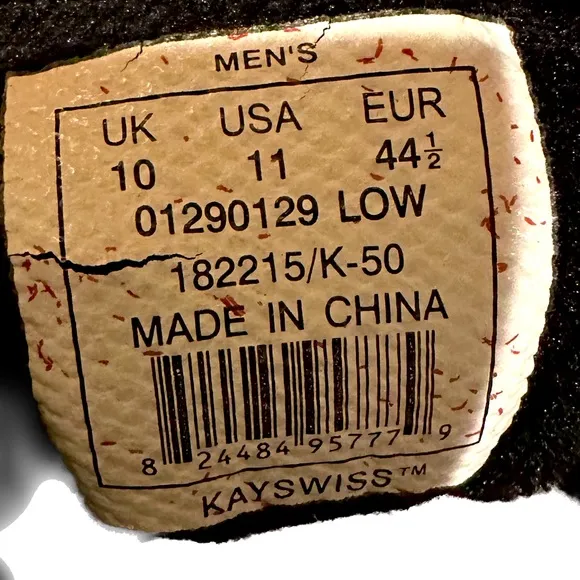 MEN'S
UK USA EUR
10 11 44½
01290129 LOW
182215/K-50
MADE IN CHINA
8 24484 95777 9
KAYSWISS™